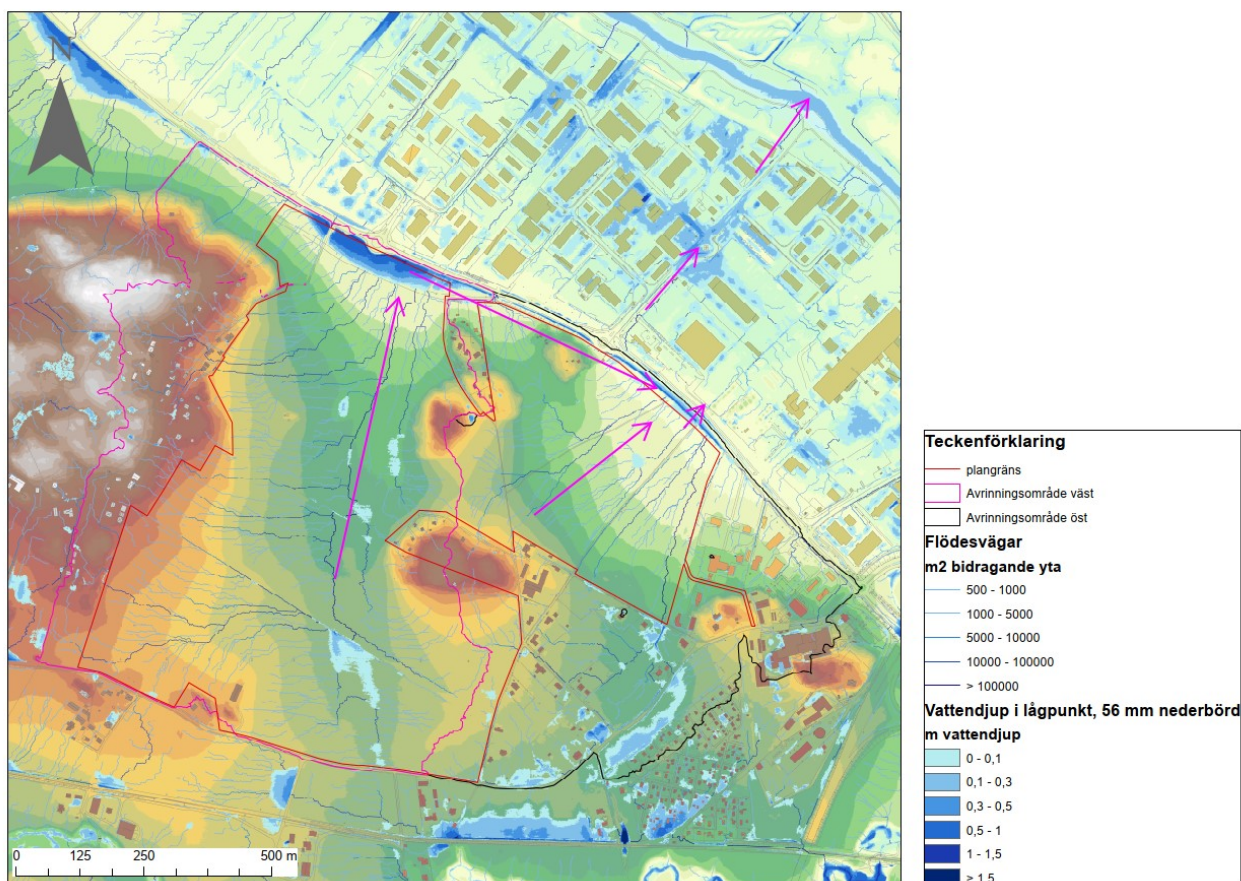 N
0 125 250 500 m
Teckenförklaring
plangräns
Avrinningsområde väst
Avrinningsområde öst
Flödesvägar
m2 bidragande yta
500 - 1000
1000 - 5000
5000 - 10000
10000 - 100000
> 100000
Vattendjup i lågpunkt, 56 mm nederbörd
m vattendjup
0 - 0,1
0,1 - 0,3
0,3 - 0,5
0,5 - 1
1 - 1,5
> 1,5